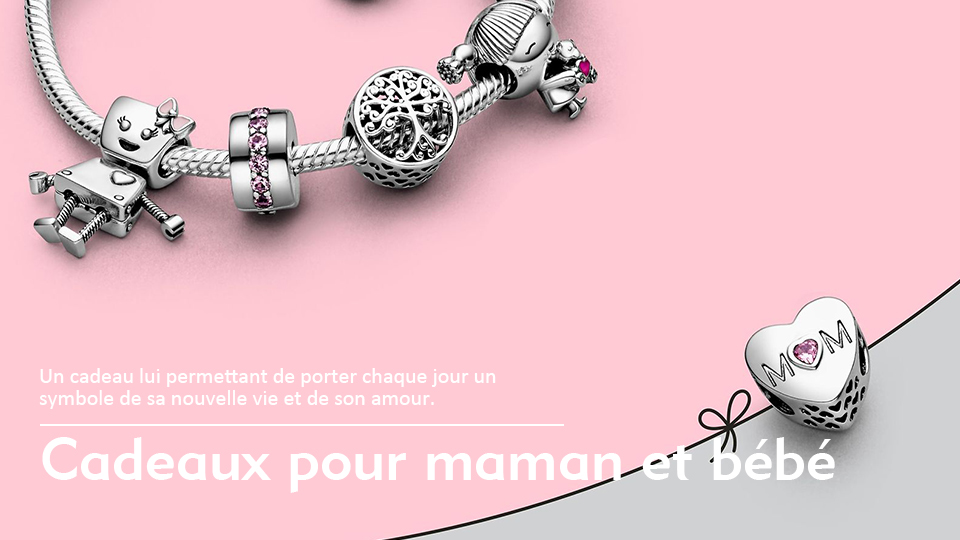 MOM
Un cadeau lui permettant de porter chaque jour un
symbole de sa nouvelle vie et de son amour.
Cadeaux pour maman et bébé